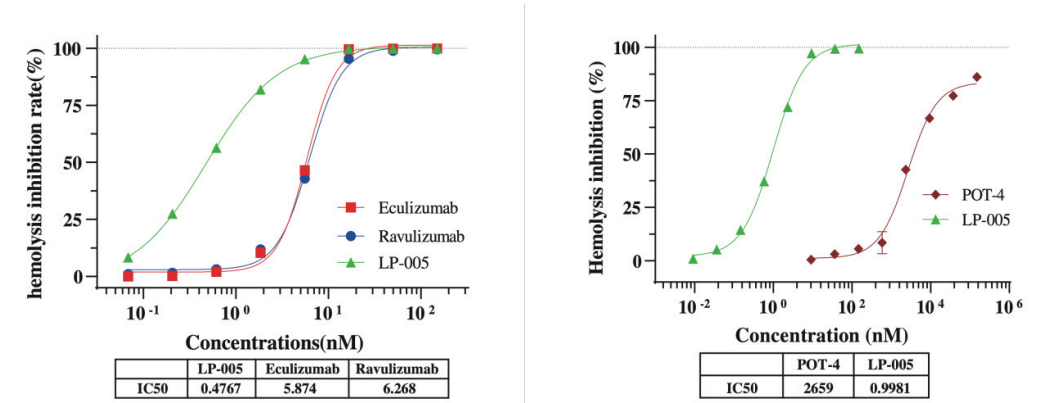 hemolysis inhibition rate(%)
100
75
50
25
0
Eculizumab
Ravulizumab
LP-005
10-1 100 101 102
Concentrations(nM)
LP-005 Eculizumab Ravulizumab
IC50 0.4767 5.874 6.268
Hemolysis inhibition (%)
100
75
50
25
0
POT-4
LP-005
10-2 100 102 104 106
Concentration (nM)
POT-4 LP-005
IC50 2659 0.9981